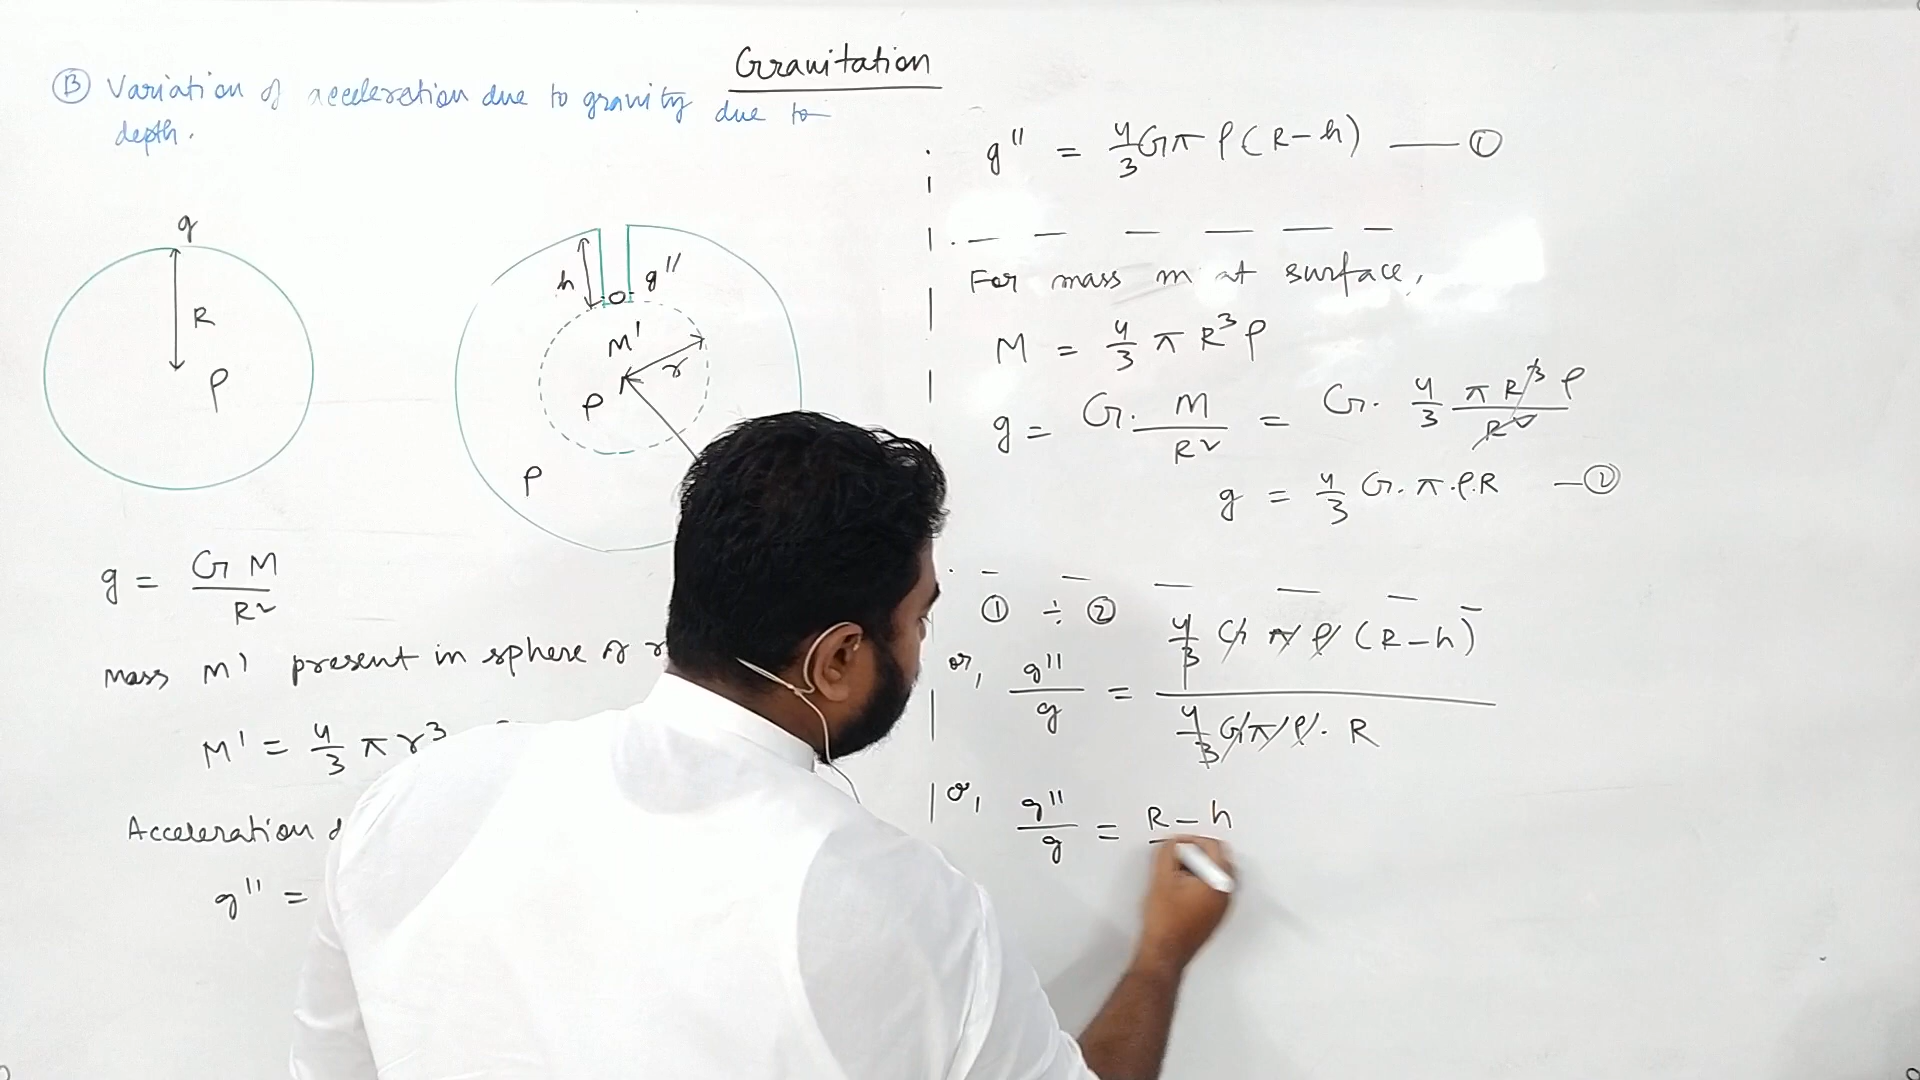 Gravitation
Ⓑ Variation of acceleration due to gravity due to
depth.
g
R
ρ
h
g"
M'
r
ρ
ρ
g = GM/R²
Mass M' present in sphere of
M' = 4/3 π r³
Acceleration
g" =
g" = 4/3 G π ρ (R - h) — ①
For mass m at surface,
M = 4/3 π R³ ρ
g = G. M/R² = G. 4/3 π R³ ρ/R²
g = 4/3 G. π. ρ. R — ②
① ÷ ②
or, g"/g = 4/3 G π ρ (R - h) / 4/3 G π ρ. R
or, g"/g = R - h